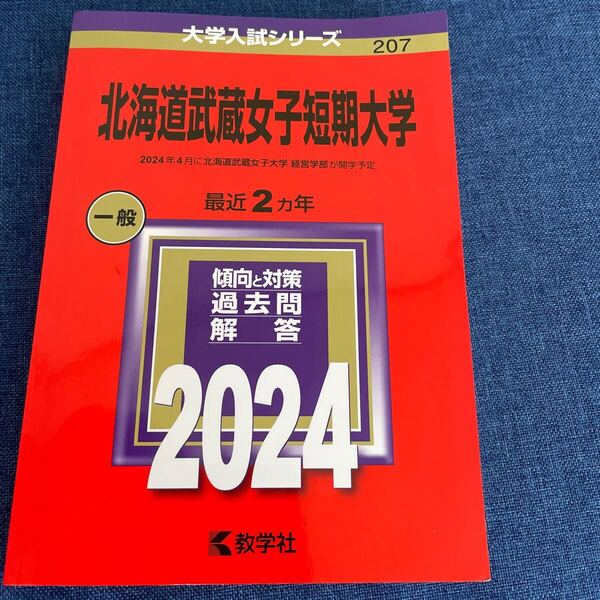 大学入試シリーズ
207
北海道武蔵女子短期大学
2024年4月に北海道武蔵女子大学 経営学部が開学予定
最近2カ年
一般
傾向と対策
過去問
解答
2024
教学社